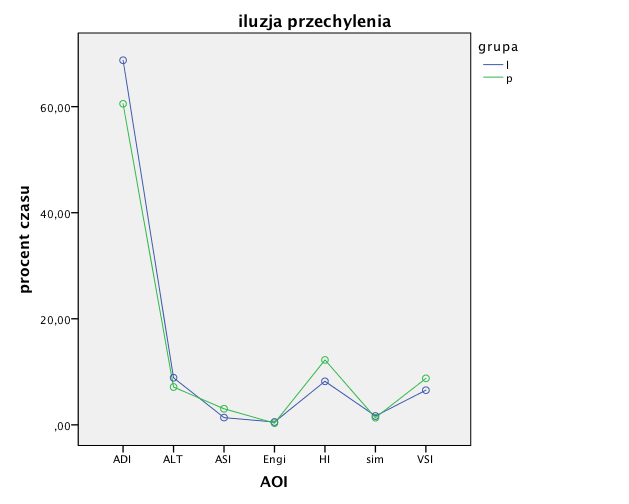 iluzja przechylenia
grupa
l
p
procent czasu
60,00
40,00
20,00
,00
ADI
ALT
ASI
Engi
HI
sim
VSI
AOI